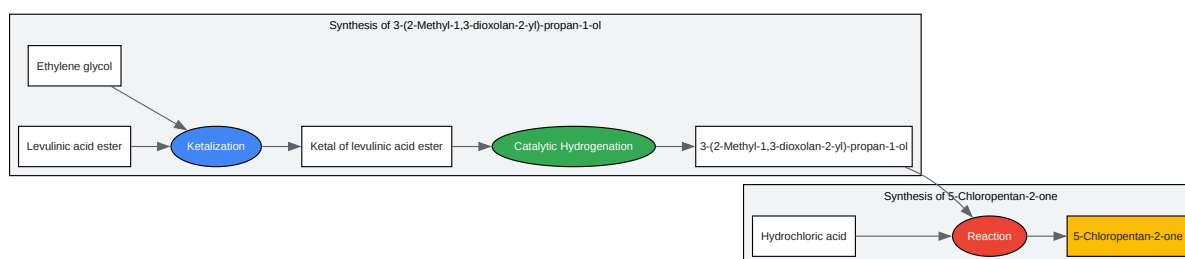 Synthesis of 3-(2-Methyl-1,3-dioxolan-2-yl)-propan-1-ol
Ethylene glycol
Levulinic acid ester
Ketalization
Ketal of levulinic acid ester
Catalytic Hydrogenation
3-(2-Methyl-1,3-dioxolan-2-yl)-propan-1-ol
Synthesis of 5-Chloropentan-2-one
Hydrochloric acid
Reaction
5-Chloropentan-2-one